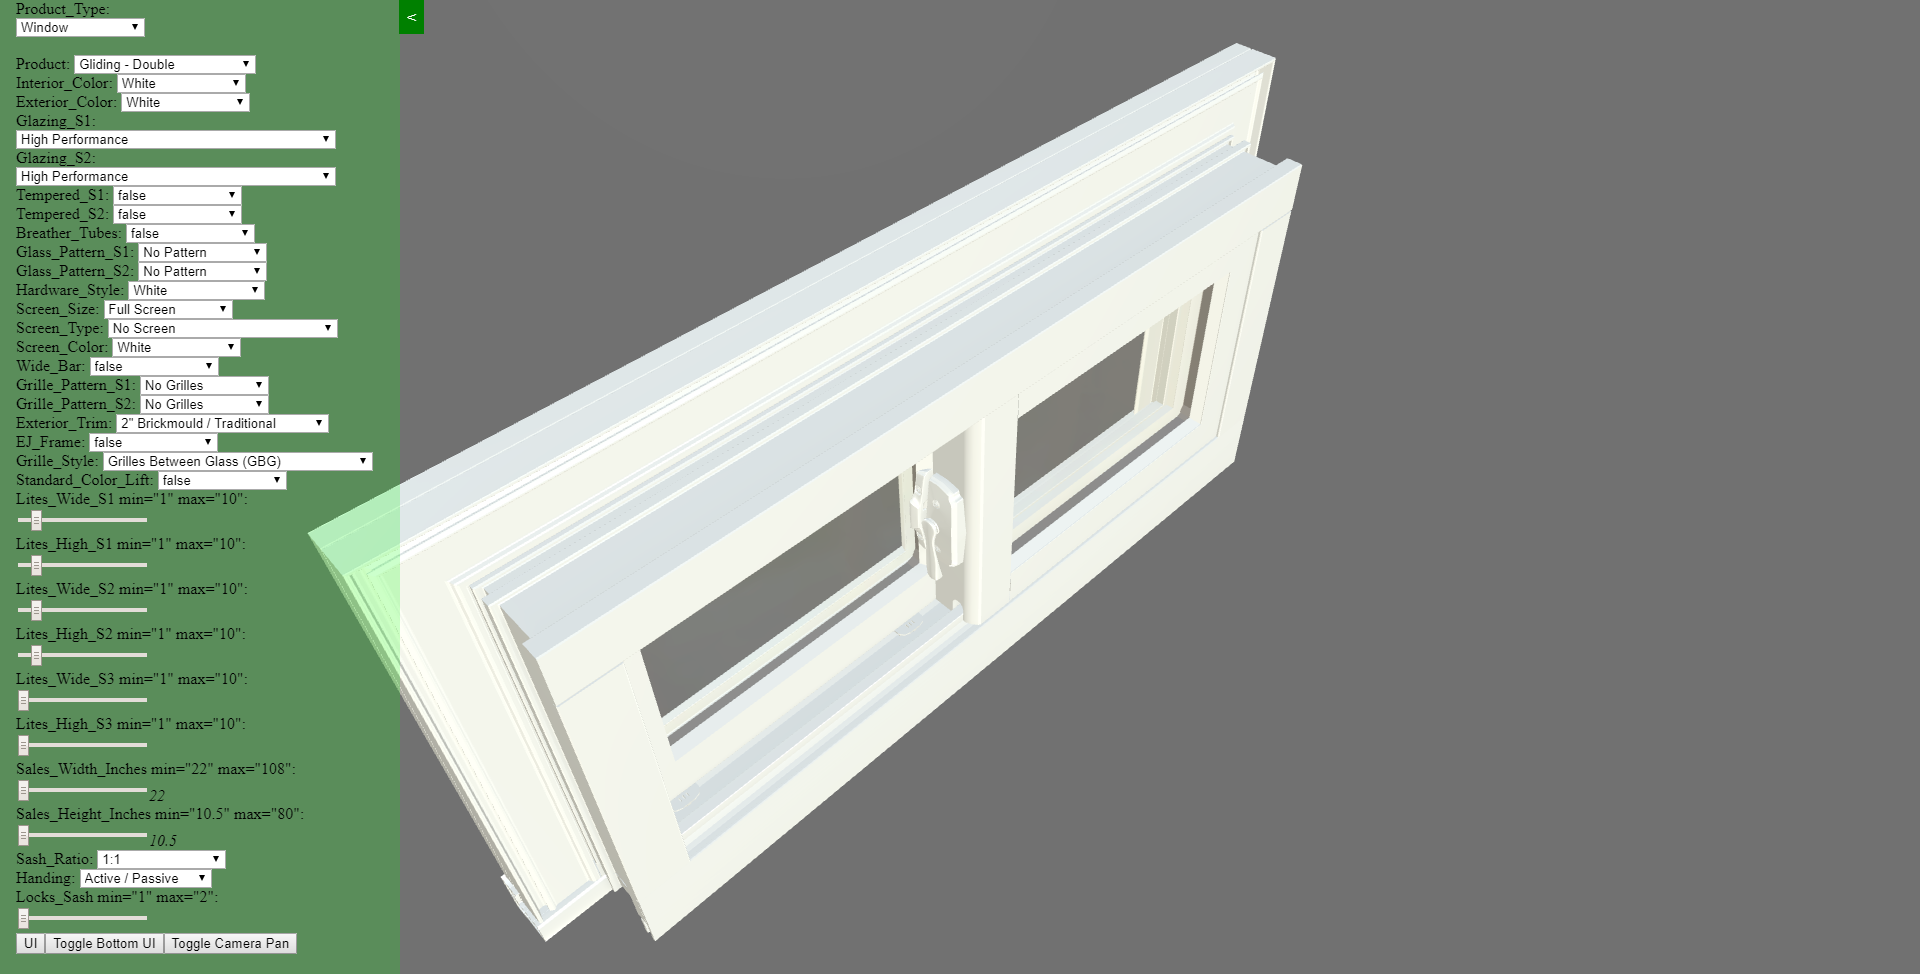 Product_Type:
Window
<
Product: Gliding - Double
Interior_Color: White
Exterior_Color: White
Glazing_S1:
High Performance
Glazing_S2:
High Performance
Tempered_S1: false
Tempered_S2: false
Breather_Tubes: false
Glass_Pattern_S1: No Pattern
Glass_Pattern_S2: No Pattern
Hardware_Style: White
Screen_Size: Full Screen
Screen_Type: No Screen
Screen_Color: White
Wide_Bar: false
Grille_Pattern_S1: No Grilles
Grille_Pattern_S2: No Grilles
Exterior_Trim: 2" Brickmould / Traditional
EJ_Frame: false
Grille_Style: Grilles Between Glass (GBG)
Standard_Color_Lift: false
Lites_Wide_S1 min="1" max="10":
Lites_High_S1 min="1" max="10":
Lites_Wide_S2 min="1" max="10":
Lites_High_S2 min="1" max="10":
Lites_Wide_S3 min="1" max="10":
Lites_High_S3 min="1" max="10":
Sales_Width_Inches min="22" max="108":
22
Sales_Height_Inches min="10.5" max="80":
10.5
Sash_Ratio: 1:1
Handing: Active / Passive
Locks_Sash min="1" max="2":
UI Toggle Bottom UI Toggle Camera Pan